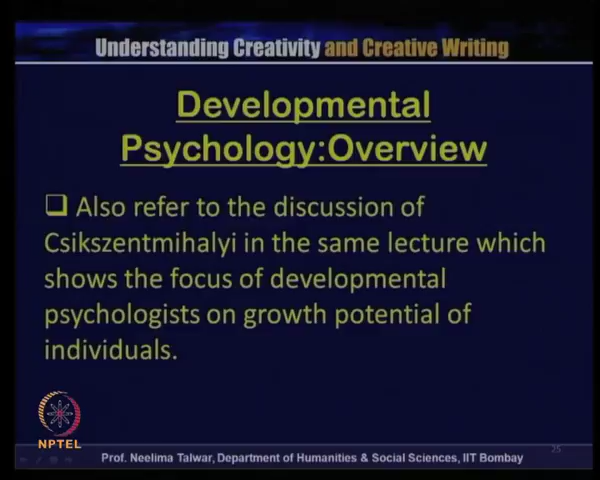 Understanding Creativity and Creative Writing
Developmental
Psychology:Overview
Also refer to the discussion of
Csikszentmihalyi in the same lecture which
shows the focus of developmental
psychologists on growth potential of
individuals.
NPTEL
25
Prof. Neelima Talwar, Department of Humanities & Social Sciences, IIT Bombay